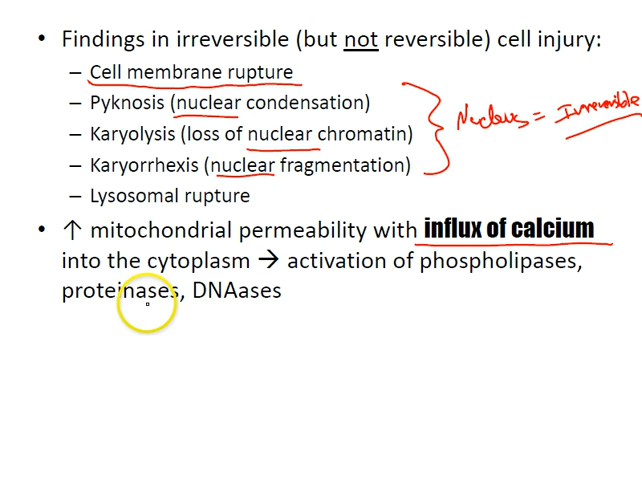 • Findings in irreversible (but not reversible) cell injury:
– Cell membrane rupture
– Pyknosis (nuclear condensation)
– Karyolysis (loss of nuclear chromatin)
– Karyorrhexis (nuclear fragmentation)
– Lysosomal rupture
Nucleus = Irreversible
• ↑ mitochondrial permeability with influx of calcium
into the cytoplasm → activation of phospholipases,
proteinases, DNAases